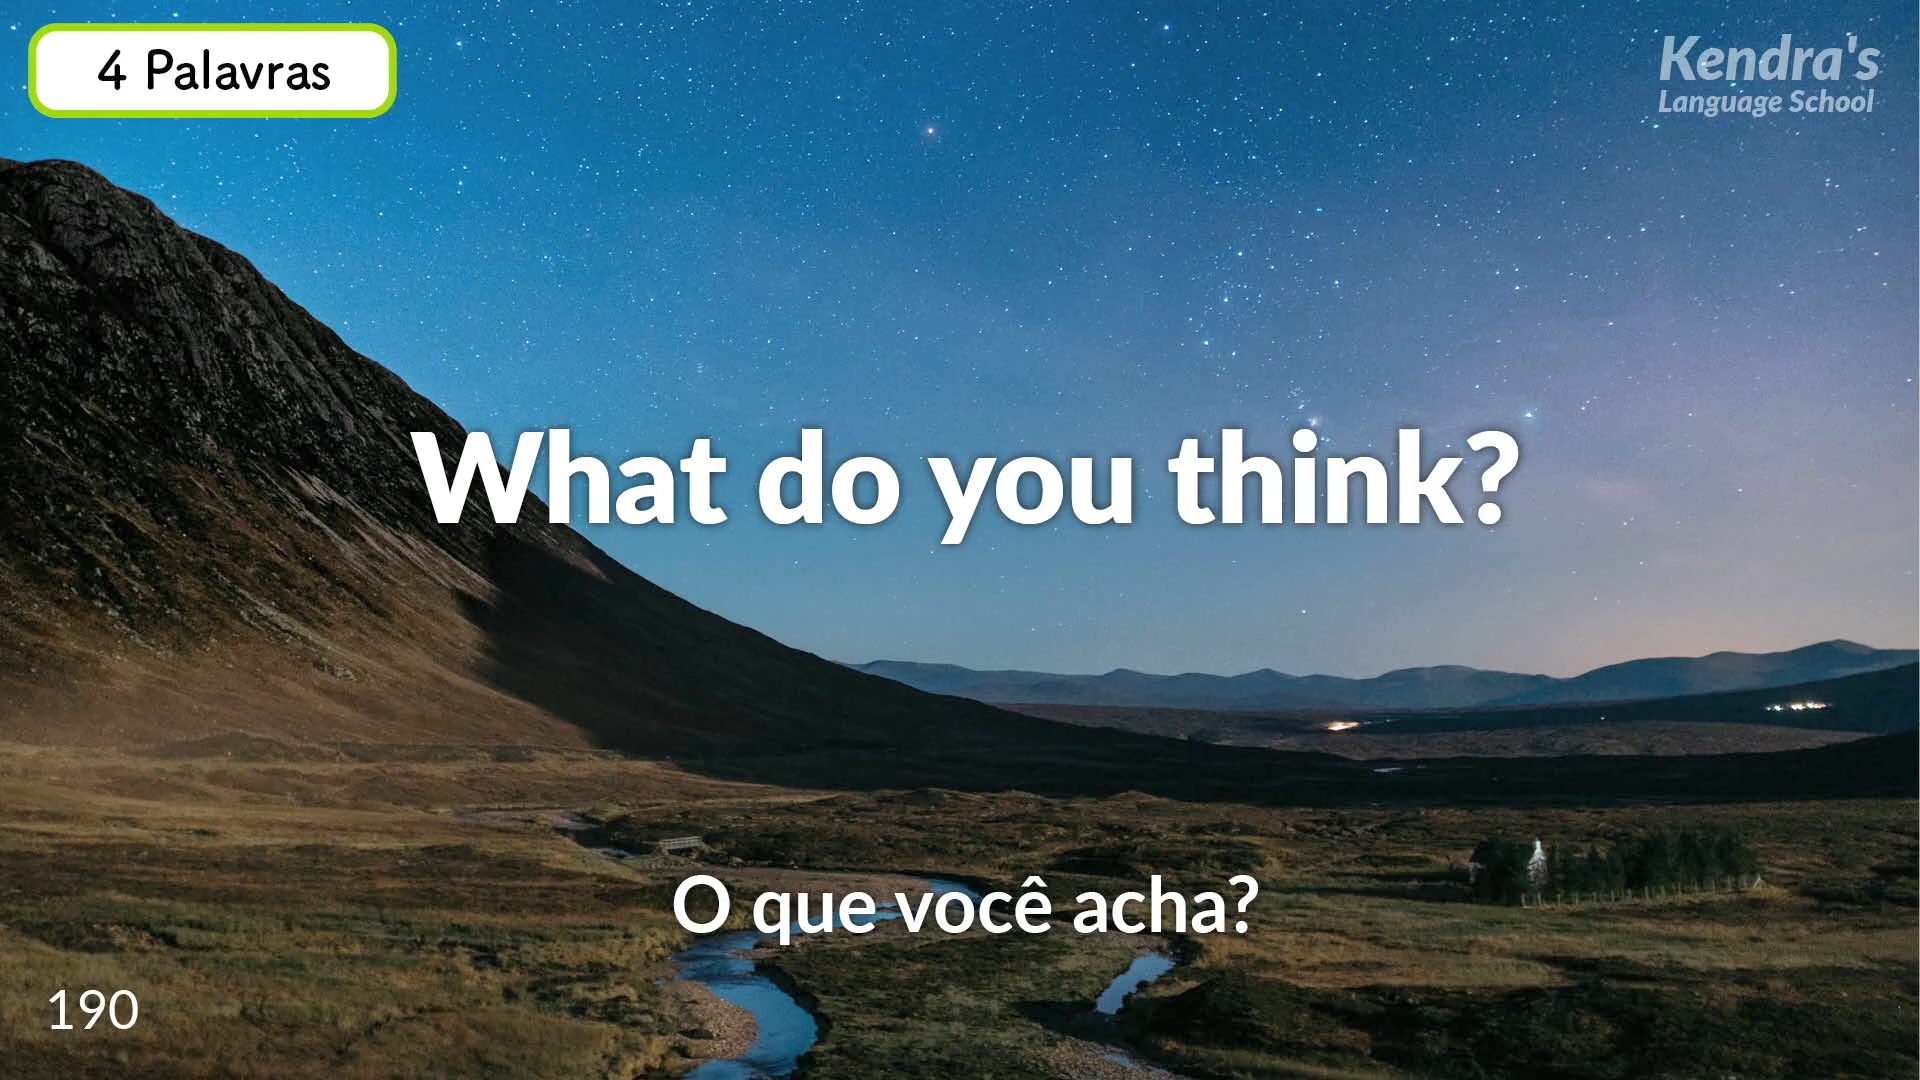 4 Palavras
Kendra's
Language School
What do you think?
O que você acha?
190